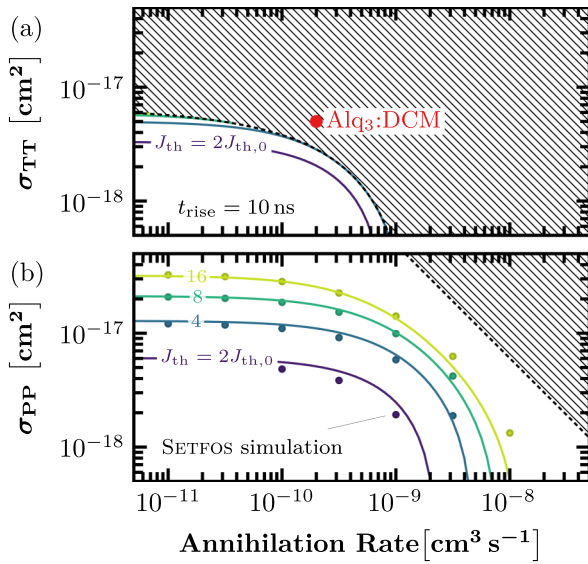 (a)
σ_TT [cm²]
10⁻¹⁷
10⁻¹⁸
Alq₃:DCM
J_th = 2J_th,0
t_rise = 10 ns
(b)
σ_PP [cm²]
10⁻¹⁷
10⁻¹⁸
16
8
4
J_th = 2J_th,0
SETFOS simulation
10⁻¹¹ 10⁻¹⁰ 10⁻⁹ 10⁻⁸
Annihilation Rate[cm³ s⁻¹]